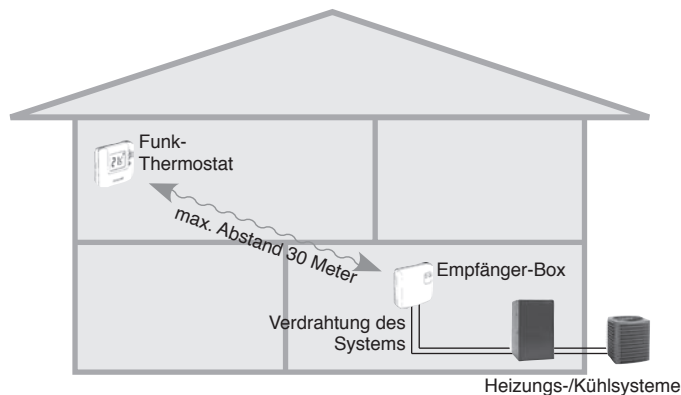 Funk-
Thermostat
max. Abstand 30 Meter
Empfänger-Box
Verdrahtung des
Systems
Heizungs-/Kühlsysteme